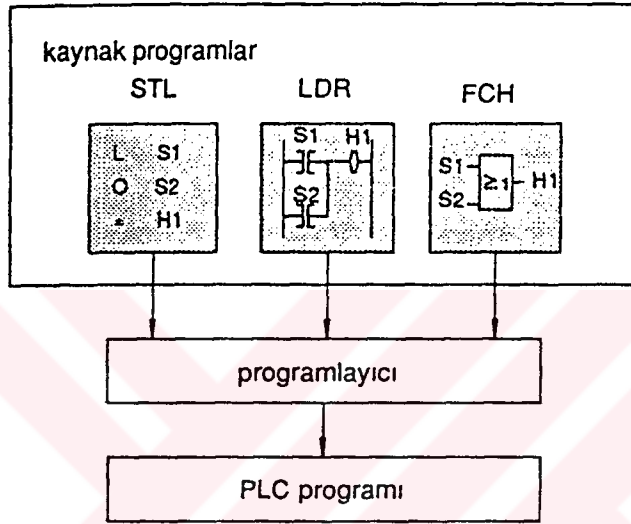 kaynak programlar
STL LDR FCH
L S1
O S2
= H1
S1 H1
S2
S1
S2
≥1
H1
programlayıcı
PLC programı